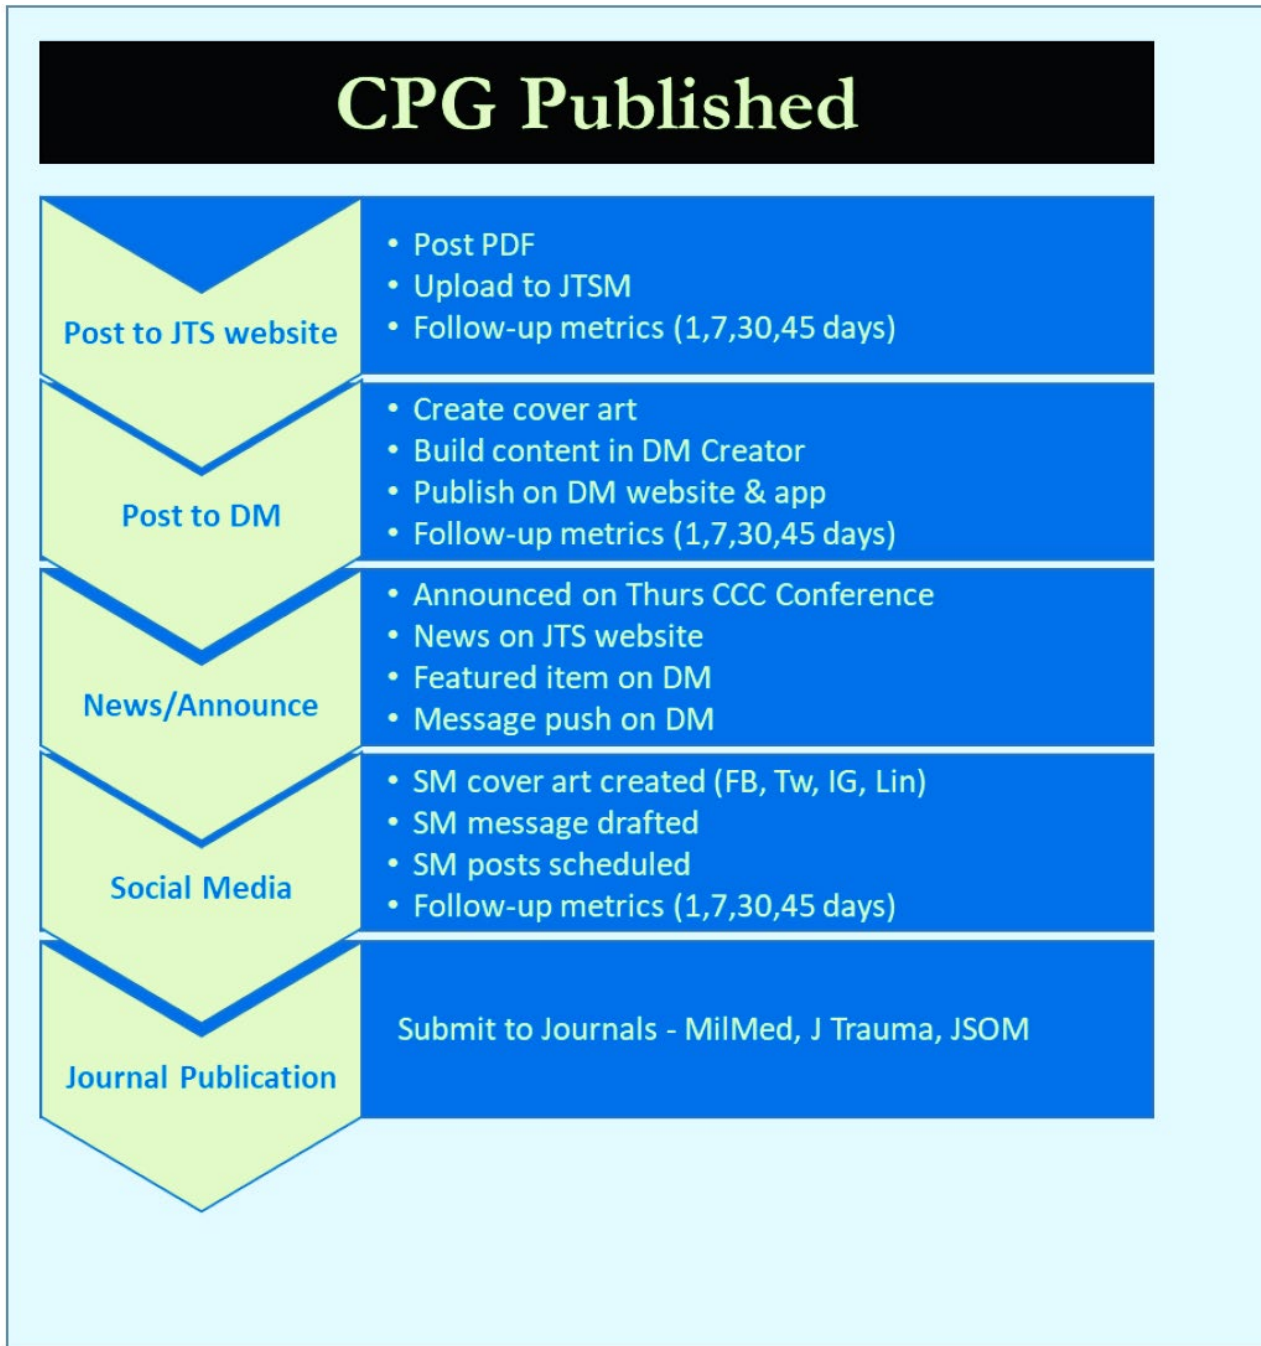 CPG Published
Post to JTS website
• Post PDF
• Upload to JTSM
• Follow-up metrics (1,7,30,45 days)
Post to DM
• Create cover art
• Build content in DM Creator
• Publish on DM website & app
• Follow-up metrics (1,7,30,45 days)
News/Announce
• Announced on Thurs CCC Conference
• News on JTS website
• Featured item on DM
• Message push on DM
Social Media
• SM cover art created (FB, Tw, IG, Lin)
• SM message drafted
• SM posts scheduled
• Follow-up metrics (1,7,30,45 days)
Journal Publication
Submit to Journals - MilMed, J Trauma, JSOM